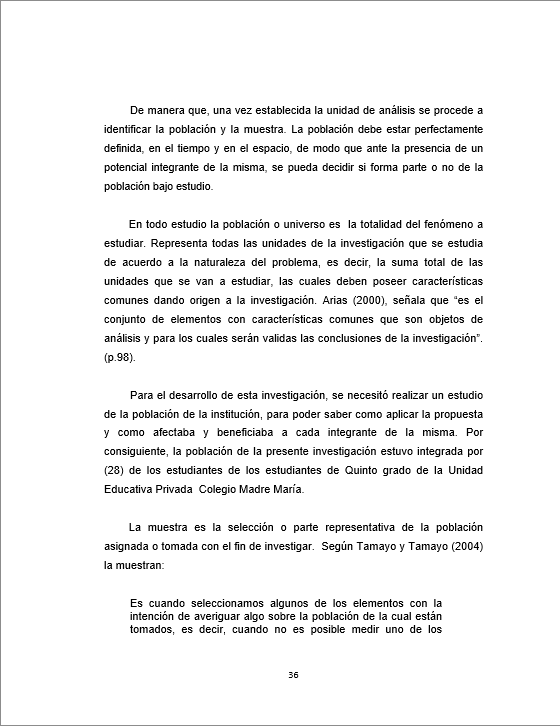 De manera que, una vez establecida la unidad de análisis se procede a
identificar la población y la muestra. La población debe estar perfectamente
definida, en el tiempo y en el espacio, de modo que ante la presencia de un
potencial integrante de la misma, se pueda decidir si forma parte o no de la
población bajo estudio.
En todo estudio la población o universo es la totalidad del fenómeno a
estudiar. Representa todas las unidades de la investigación que se estudia
de acuerdo a la naturaleza del problema, es decir, la suma total de las
unidades que se van a estudiar, las cuales deben poseer características
comunes dando origen a la investigación. Arias (2000), señala que “es el
conjunto de elementos con características comunes que son objetos de
análisis y para los cuales serán validas las conclusiones de la investigación”.
(p.98).
Para el desarrollo de esta investigación, se necesitó realizar un estudio
de la población de la institución, para poder saber como aplicar la propuesta
y como afectaba y beneficiaba a cada integrante de la misma. Por
consiguiente, la población de la presente investigación estuvo integrada por
(28) de los estudiantes de los estudiantes de Quinto grado de la Unidad
Educativa Privada Colegio Madre María.
La muestra es la selección o parte representativa de la población
asignada o tomada con el fin de investigar. Según Tamayo y Tamayo (2004)
la muestran:
Es cuando seleccionamos algunos de los elementos con la
intención de averiguar algo sobre la población de la cual están
tomados, es decir, cuando no es posible medir uno de los
36